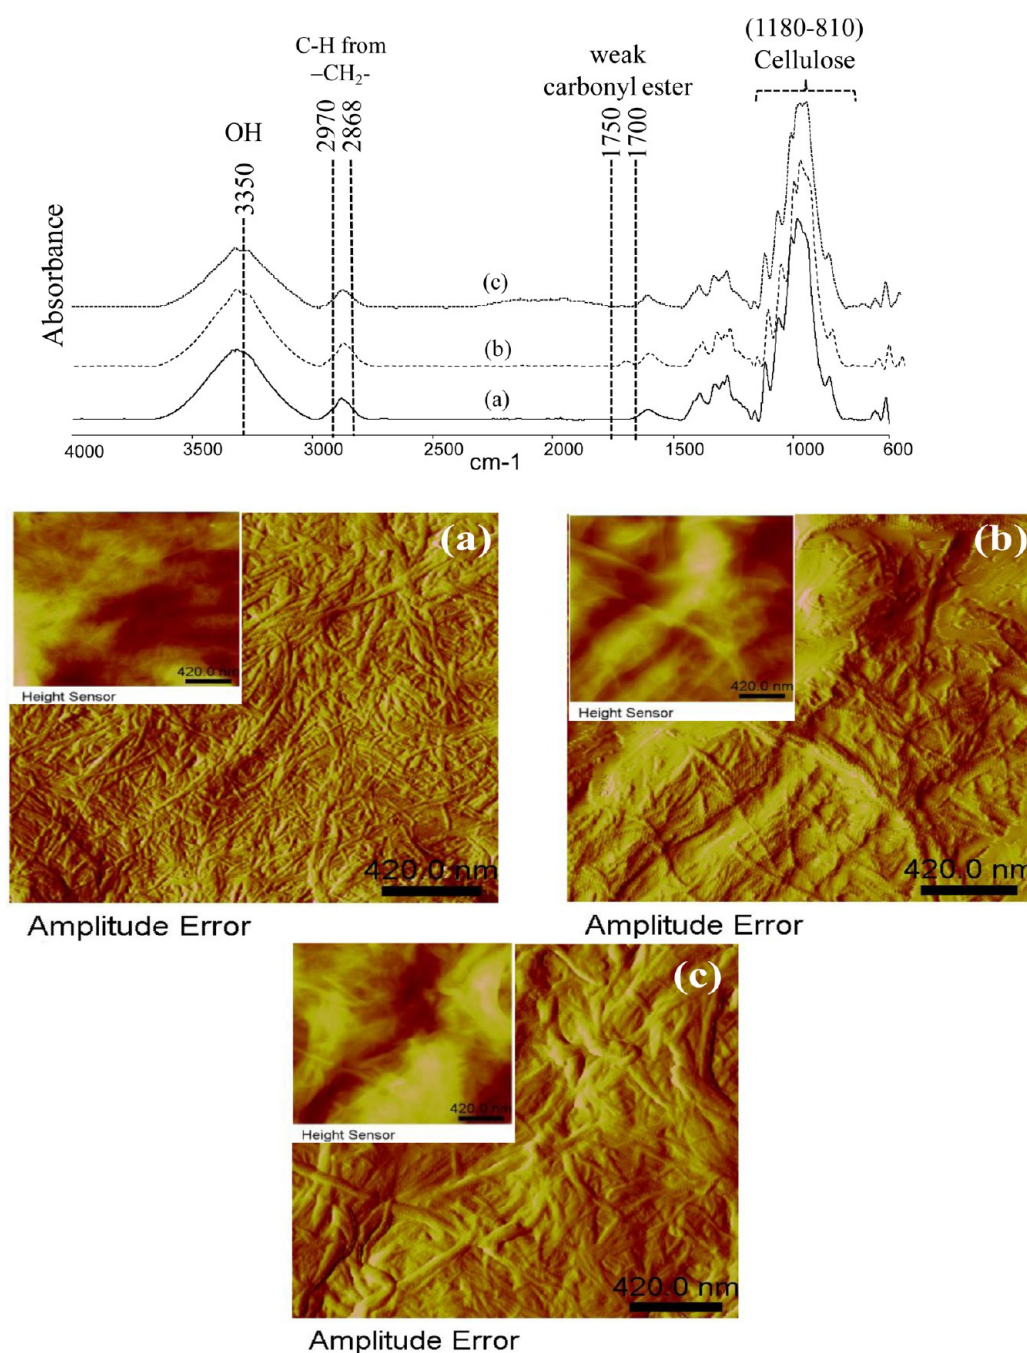 C-H from
–CH2-
weak
carbonyl ester
(1180-810)
Cellulose
OH
3350
2970
2868
1750
1700
Absorbance
(c)
(b)
(a)
4000 3500 3000 2500 2000 1500 1000 600
cm-1
(a)
420.0 nm
Height Sensor
420.0 nm
Amplitude Error
(b)
420.0 nm
Height Sensor
420.0 nm
Amplitude Error
(c)
420.0 nm
Height Sensor
420.0 nm
Amplitude Error